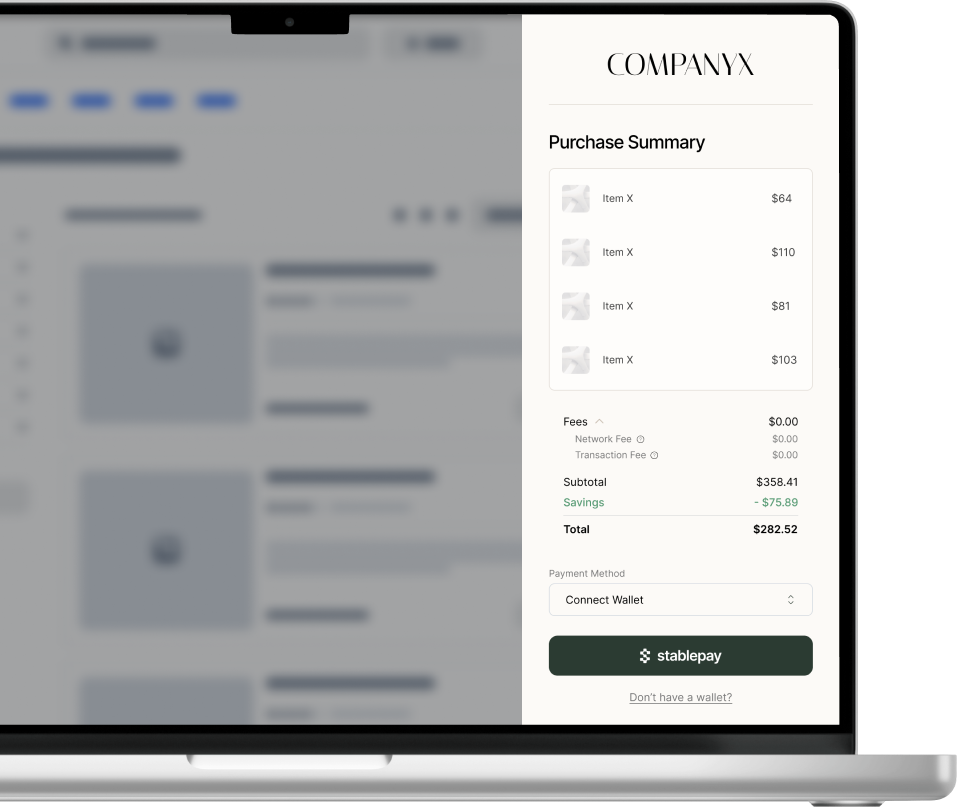 COMPANYX
Purchase Summary
Item X $64
Item X $110
Item X $81
Item X $103
Fees $0.00
Network Fee $0.00
Transaction Fee $0.00
Subtotal $358.41
Savings - $75.89
Total $282.52
Payment Method
Connect Wallet
stablepay
Don't have a wallet?